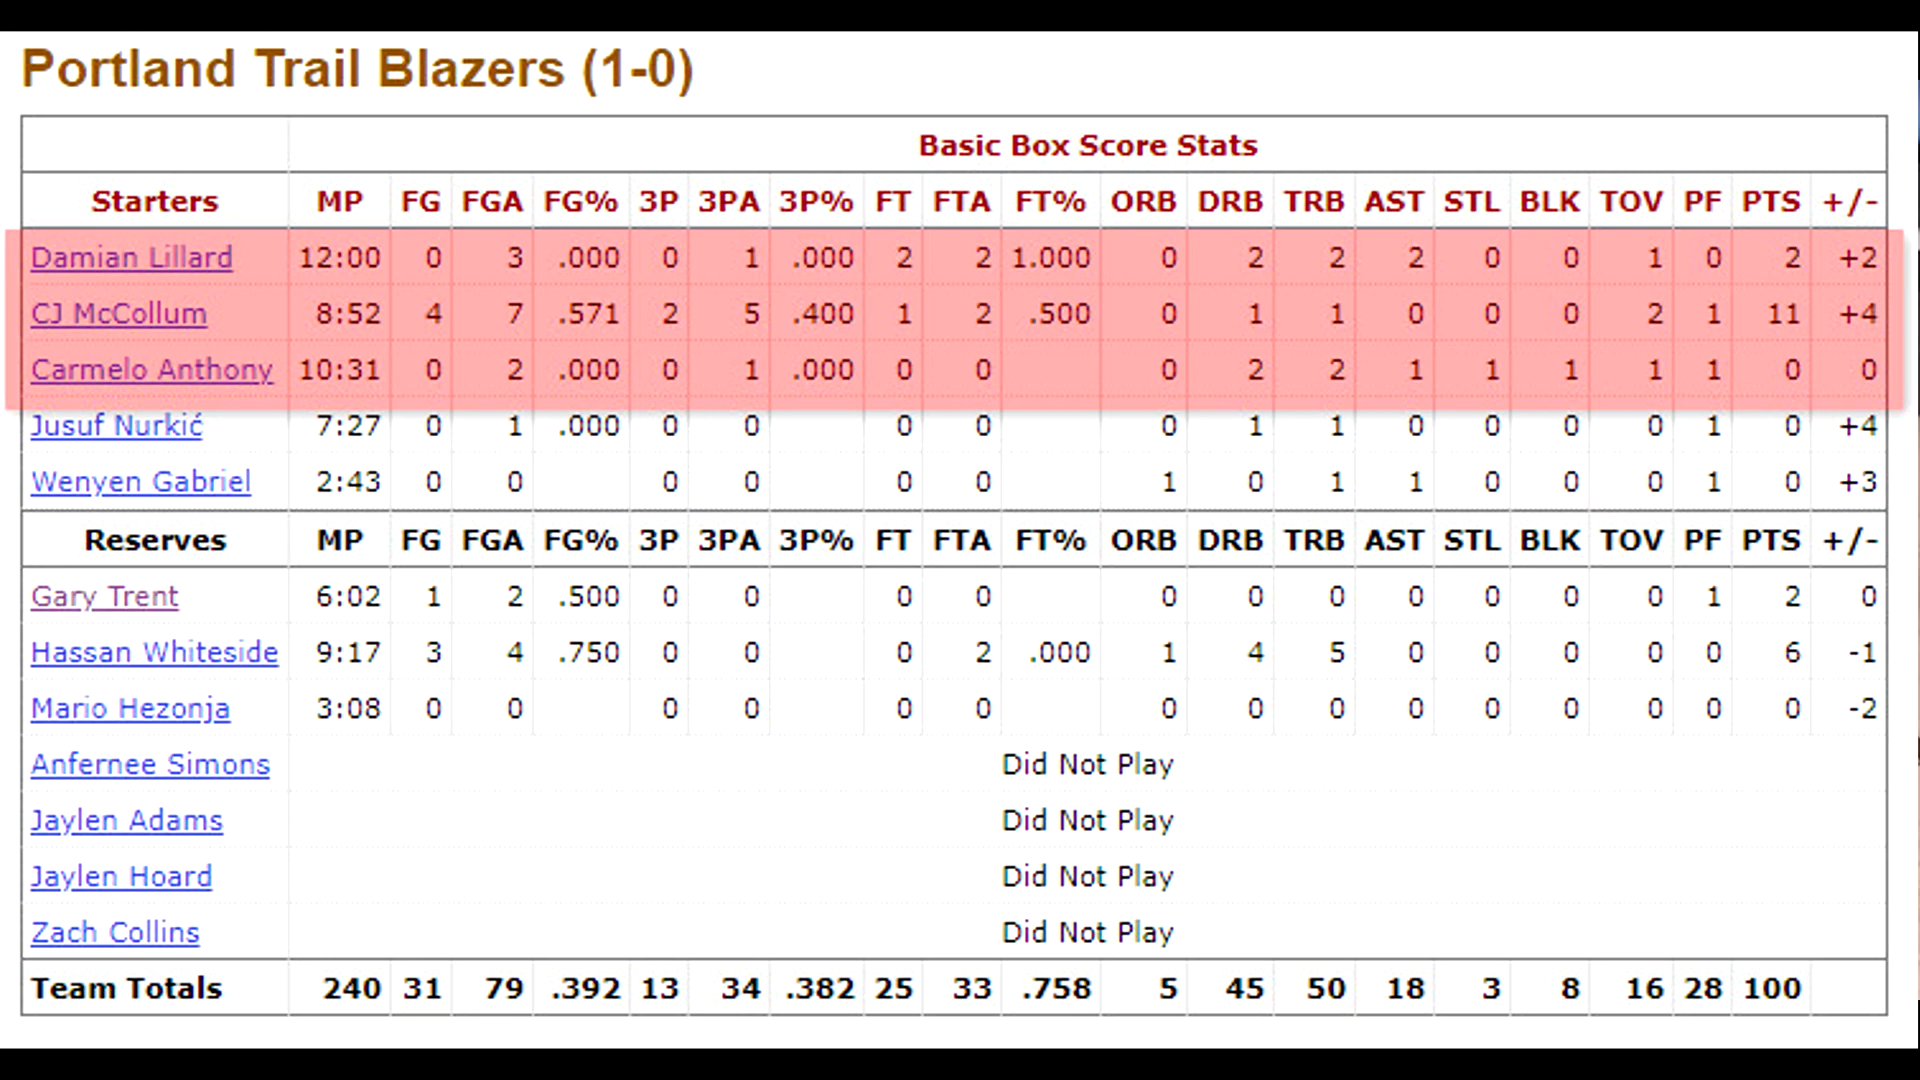 Portland Trail Blazers (1-0)
Basic Box Score Stats
Starters MP FG FGA FG% 3P 3PA 3P% FT FTA FT% ORB DRB TRB AST STL BLK TOV PF PTS +/-
Damian Lillard 12:00 0 3 .000 0 1 .000 2 2 1.000 0 2 2 2 0 0 1 0 2 +2
CJ McCollum 8:52 4 7 .571 2 5 .400 1 2 .500 0 1 1 0 0 0 2 1 11 +4
Carmelo Anthony 10:31 0 2 .000 0 1 .000 0 0 0 2 2 1 1 1 1 1 0 0
Jusuf Nurkić 7:27 0 1 .000 0 0 0 0 0 1 1 0 0 0 0 1 0 +4
Wenyen Gabriel 2:43 0 0 0 0 0 0 1 0 1 1 0 0 0 1 0 +3
Reserves MP FG FGA FG% 3P 3PA 3P% FT FTA FT% ORB DRB TRB AST STL BLK TOV PF PTS +/-
Gary Trent 6:02 1 2 .500 0 0 0 0 0 0 0 0 0 0 0 1 2 0
Hassan Whiteside 9:17 3 4 .750 0 0 0 2 .000 1 4 5 0 0 0 0 0 6 -1
Mario Hezonja 3:08 0 0 0 0 0 0 0 0 0 0 0 0 0 0 0 -2
Anfernee Simons Did Not Play
Jaylen Adams Did Not Play
Jaylen Hoard Did Not Play
Zach Collins Did Not Play
Team Totals 240 31 79 .392 13 34 .382 25 33 .758 5 45 50 18 3 8 16 28 100